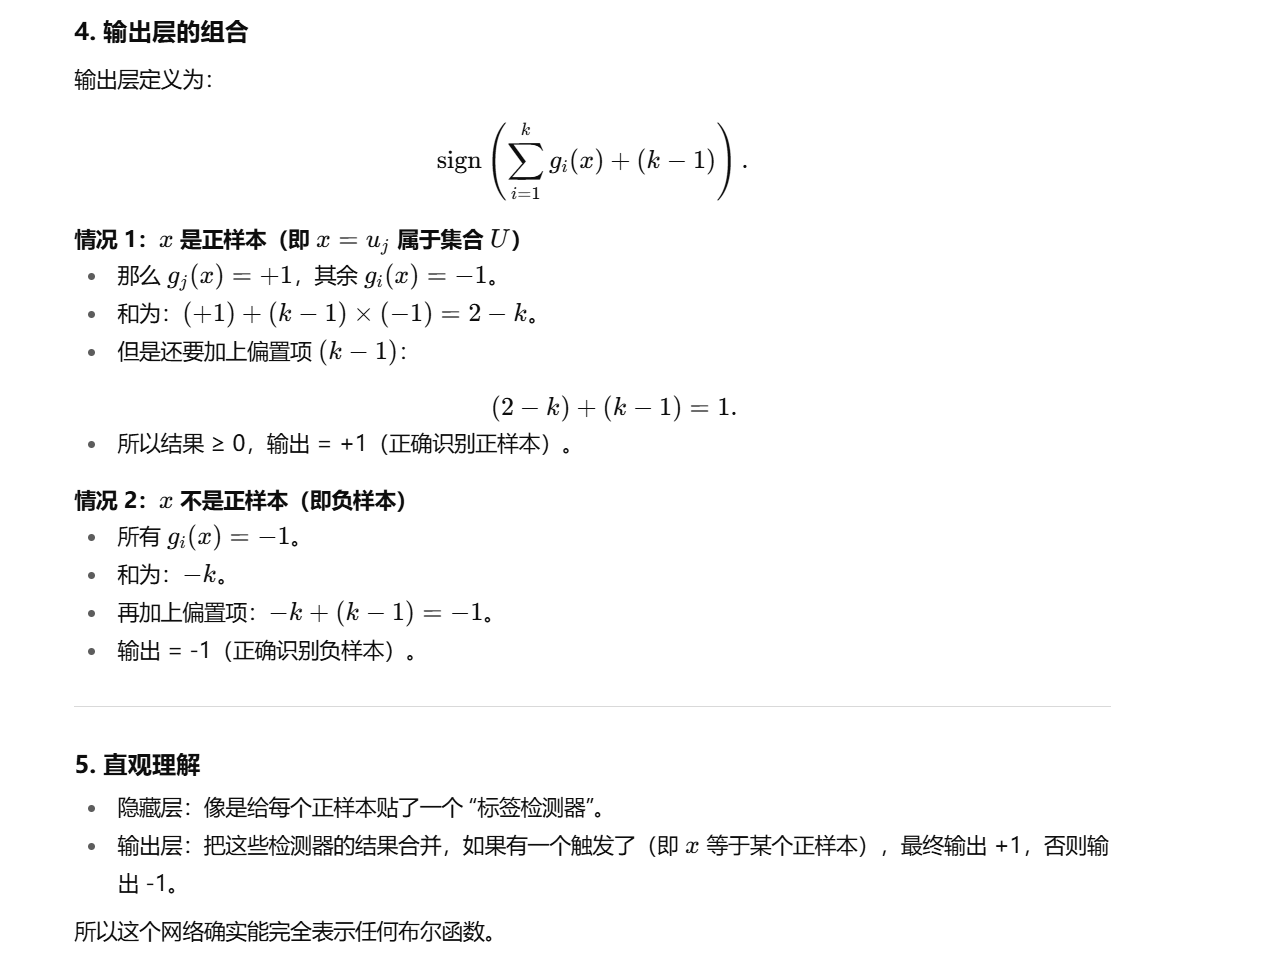 4. 输出层的组合
输出层定义为：
sign ( ∑_{i=1}^{k} g_i(x) + (k − 1) ) .
情况 1：x 是正样本（即 x = u_j 属于集合 U）
• 那么 g_j(x) = +1，其余 g_i(x) = −1。
• 和为：(+1) + (k − 1) × (−1) = 2 − k。
• 但是还要加上偏置项 (k − 1)：
(2 − k) + (k − 1) = 1.
• 所以结果 ≥ 0，输出 = +1（正确识别正样本）。
情况 2：x 不是正样本（即负样本）
• 所有 g_i(x) = −1。
• 和为：−k。
• 再加上偏置项：−k + (k − 1) = −1。
• 输出 = -1（正确识别负样本）。
5. 直观理解
• 隐藏层：像是给每个正样本贴了一个 “标签检测器”。
• 输出层：把这些检测器的结果合并，如果有一个触发了（即 x 等于某个正样本），最终输出 +1，否则输
出 -1。
所以这个网络确实能完全表示任何布尔函数。